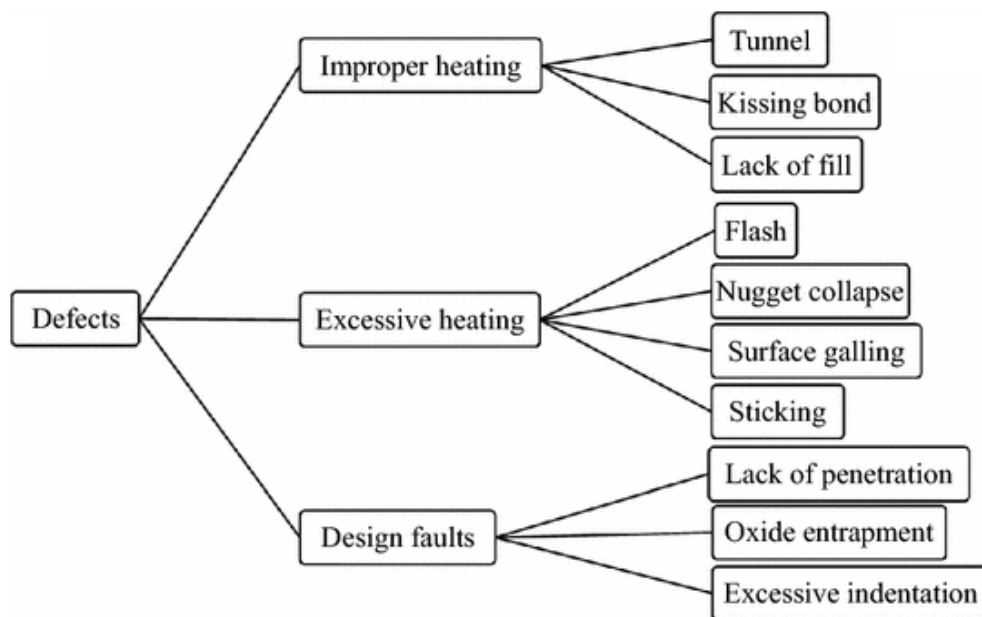 Defects
Improper heating
Tunnel
Kissing bond
Lack of fill
Excessive heating
Flash
Nugget collapse
Surface galling
Sticking
Design faults
Lack of penetration
Oxide entrapment
Excessive indentation